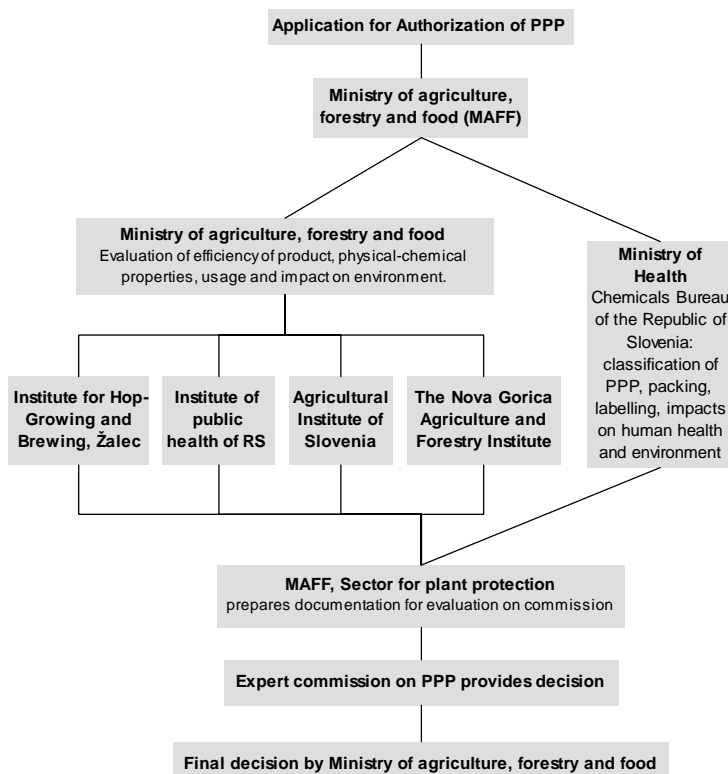 Application for Authorization of PPP
Ministry of agriculture,
forestry and food (MAFF)
Ministry of agriculture, forestry and food
Evaluation of efficiency of product, physical-chemical
properties, usage and impact on environment.
Ministry of
Health
Chemicals Bureau
of the Republic of
Slovenia:
classification of
PPP, packing,
labelling, impacts
on human health
and environment
Institute for Hop-
Growing and
Brewing, Žalec
Institute of
public
health of RS
Agricultural
Institute of
Slovenia
The Nova Gorica
Agriculture and
Forestry Institute
MAFF, Sector for plant protection
prepares documentation for evaluation on commission
Expert commission on PPP provides decision
Final decision by Ministry of agriculture, forestry and food